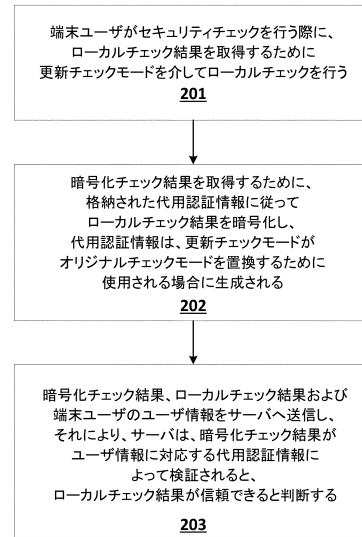 端末ユーザがセキュリティチェックを行う際に、
ローカルチェック結果を取得するために
更新チェックモードを介してローカルチェックを行う
201
暗号化チェック結果を取得するために、
格納された代用認証情報に従って
ローカルチェック結果を暗号化し、
代用認証情報は、更新チェックモードが
オリジナルチェックモードを置換するために
使用される場合に生成される
202
暗号化チェック結果、ローカルチェック結果および
端末ユーザのユーザ情報をサーバへ送信し、
それにより、サーバは、暗号化チェック結果が
ユーザ情報に対応する代用認証情報に
よって検証されると、
ローカルチェック結果が信頼できると判断する
203